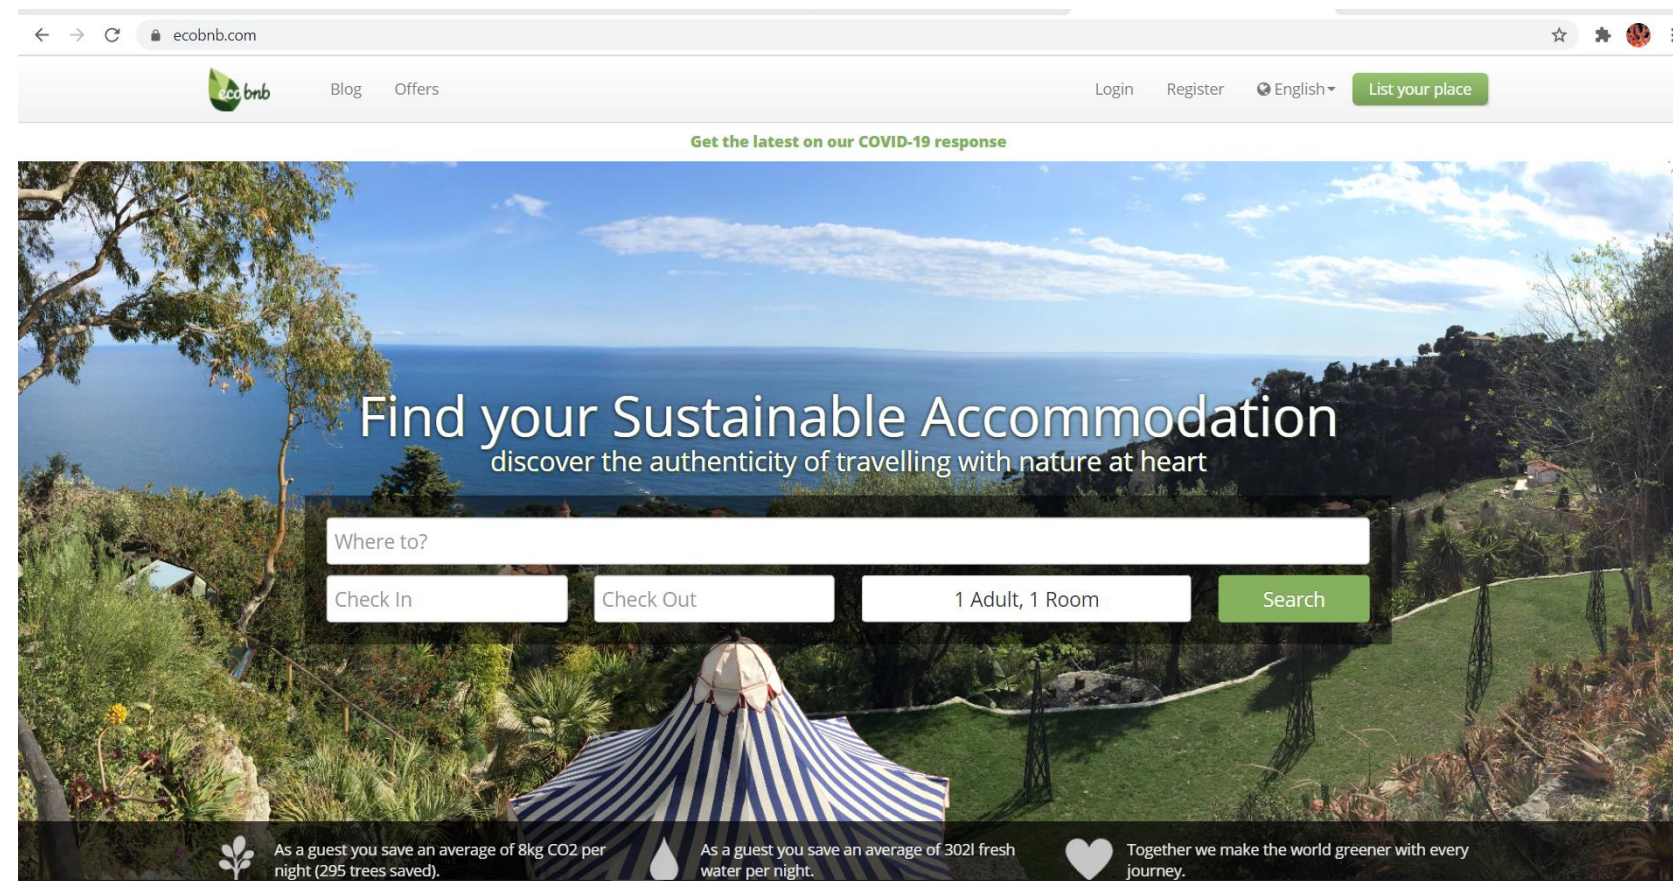 ecobnb.com
eco bnb
Blog
Offers
Login
Register
English
List your place
Get the latest on our COVID-19 response
Find your Sustainable Accommodation
discover the authenticity of travelling with nature at heart
Where to?
Check In
Check Out
1 Adult, 1 Room
Search
As a guest you save an average of 8kg CO2 per
night (295 trees saved).
As a guest you save an average of 302l fresh
water per night.
Together we make the world greener with every
journey.